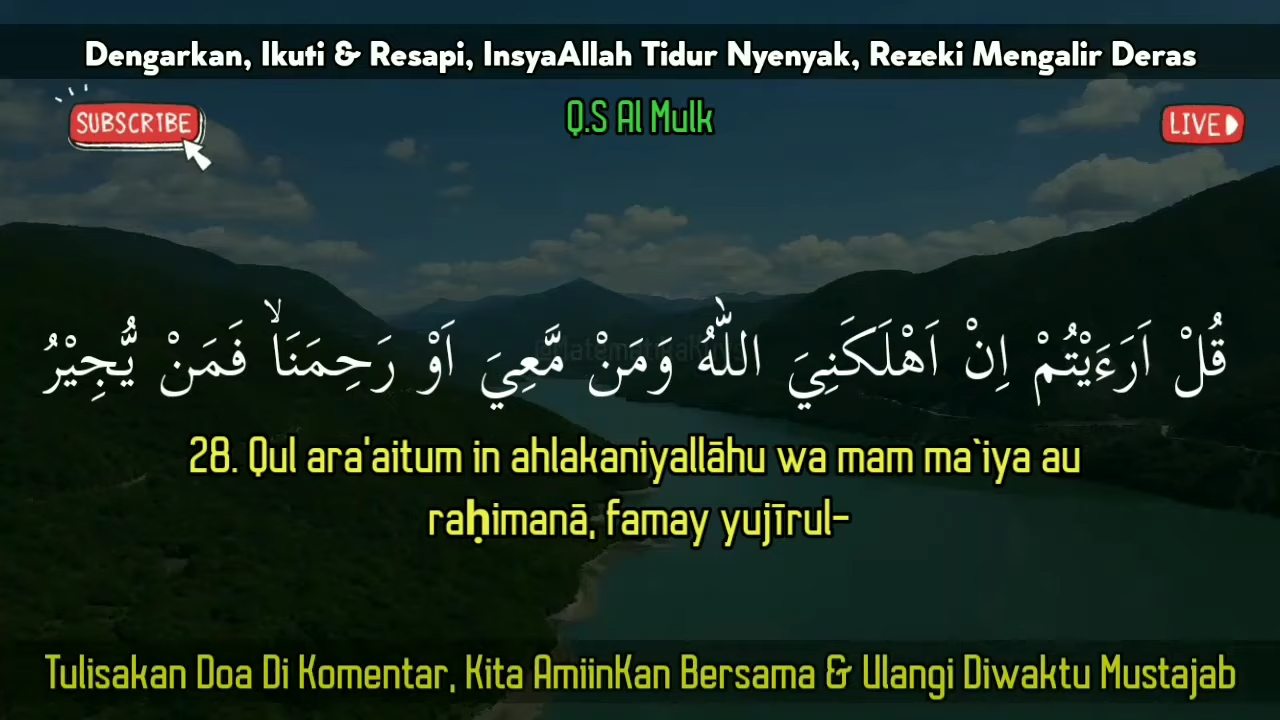 Dengarkan, Ikuti & Resapi, InsyaAllah Tidur Nyenyak, Rezeki Mengalir Deras
SUBSCRIBE
Q.S Al Mulk
LIVE
قُلْ اَرَءَيْتُمْ اِنْ اَهْلَكَنِيَ اللّٰهُ وَمَنْ مَّعِيَ اَوْ رَحِمَنَاۙ فَمَنْ يُّجِيْرُ
28. Qul ara'aitum in ahlakaniyallāhu wa mam ma`iya au
raḥimanā, famay yujīrul-
Tulisakan Doa Di Komentar, Kita AmiinKan Bersama & Ulangi Diwaktu Mustajab